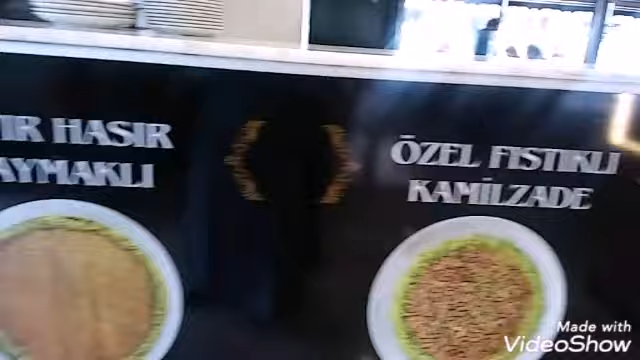 HASIR
AYMAKLI
ÖZEL FISTIKLI
KAMİLZADE
Made with
VideoShow